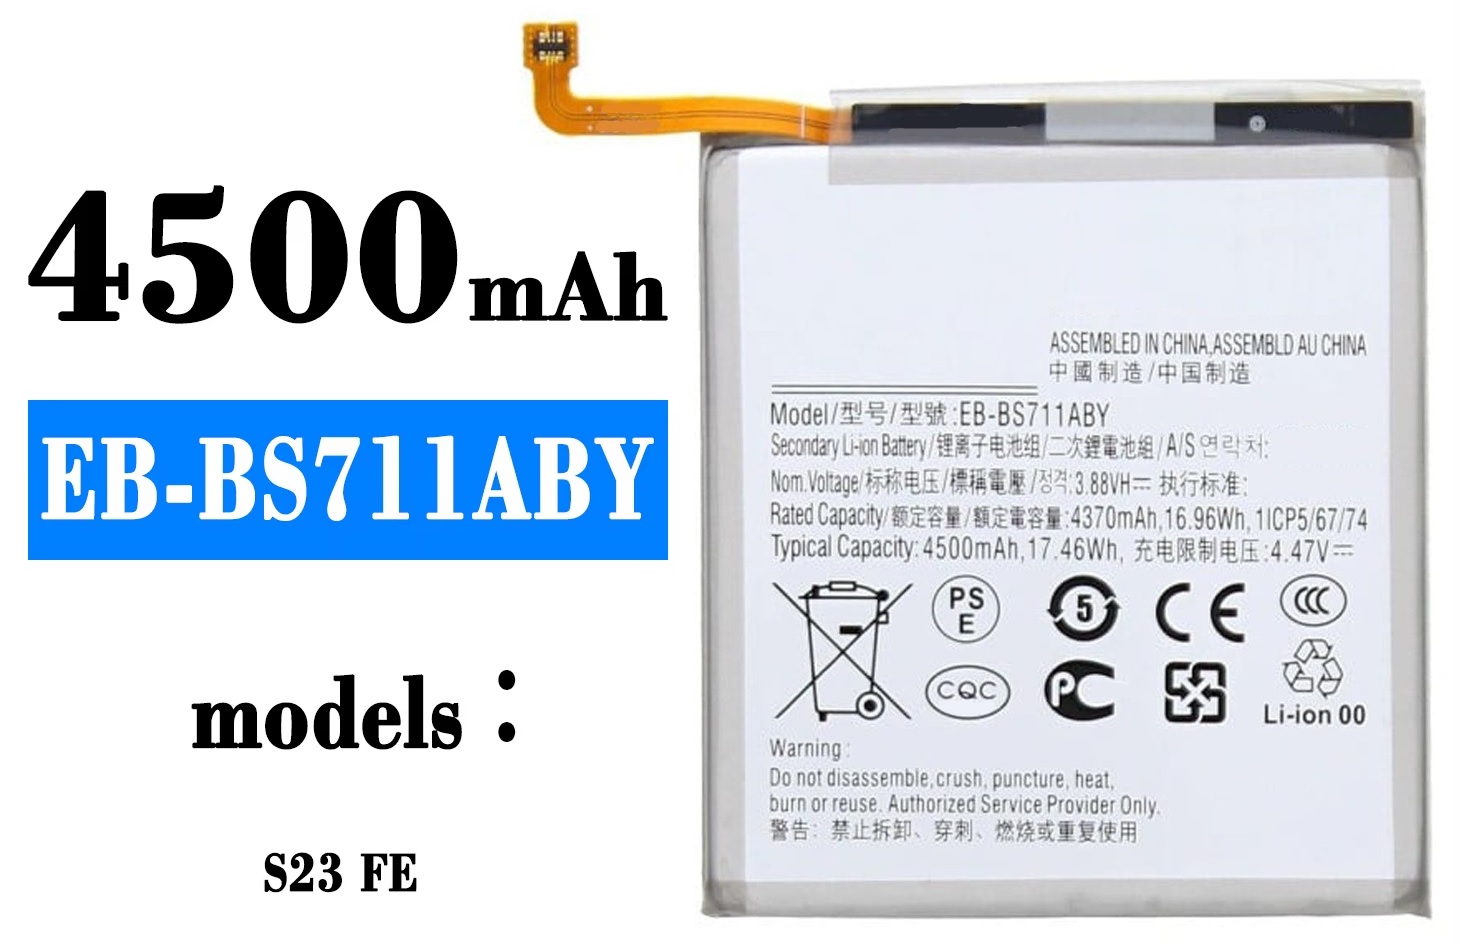 4500mAh
EB-BS711ABY
models：
S23 FE
ASSEMBLED IN CHINA,ASSEMBLD AU CHINA
中國制造/中国制造
Model/型号/型號:EB-BS711ABY
Secondary Li-ion Battery/锂离子电池组/二次鋰電池組/A/S연락처:
Nom.Voltage/标称电压/標稱電壓/정격:3.88VH⎓ 执行标准:
Rated Capacity/额定容量/額定電容量:4370mAh,16.96Wh,1ICP5/67/74
Typical Capacity:4500mAh,17.46Wh, 充电限制电压:4.47V⎓
PS
E
5
CE
CCC
CQC
PC
Li-ion 00
Warning:
Do not disassemble,crush, puncture, heat,
burn or reuse. Authorized Service Provider Only.
警告: 禁止拆卸、穿刺、燃烧或重复使用